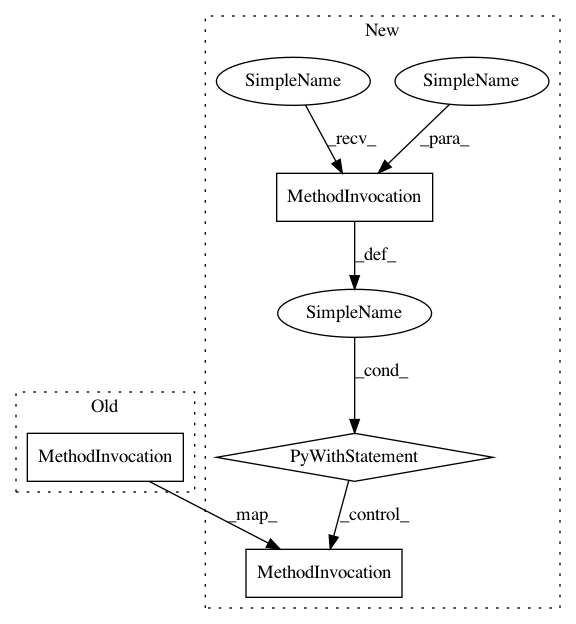 New
SimpleName
SimpleName
_recv_
_para_
MethodInvocation
_def_
SimpleName
_cond_
Old
MethodInvocation
PyWithStatement
_map_
_control_
MethodInvocation